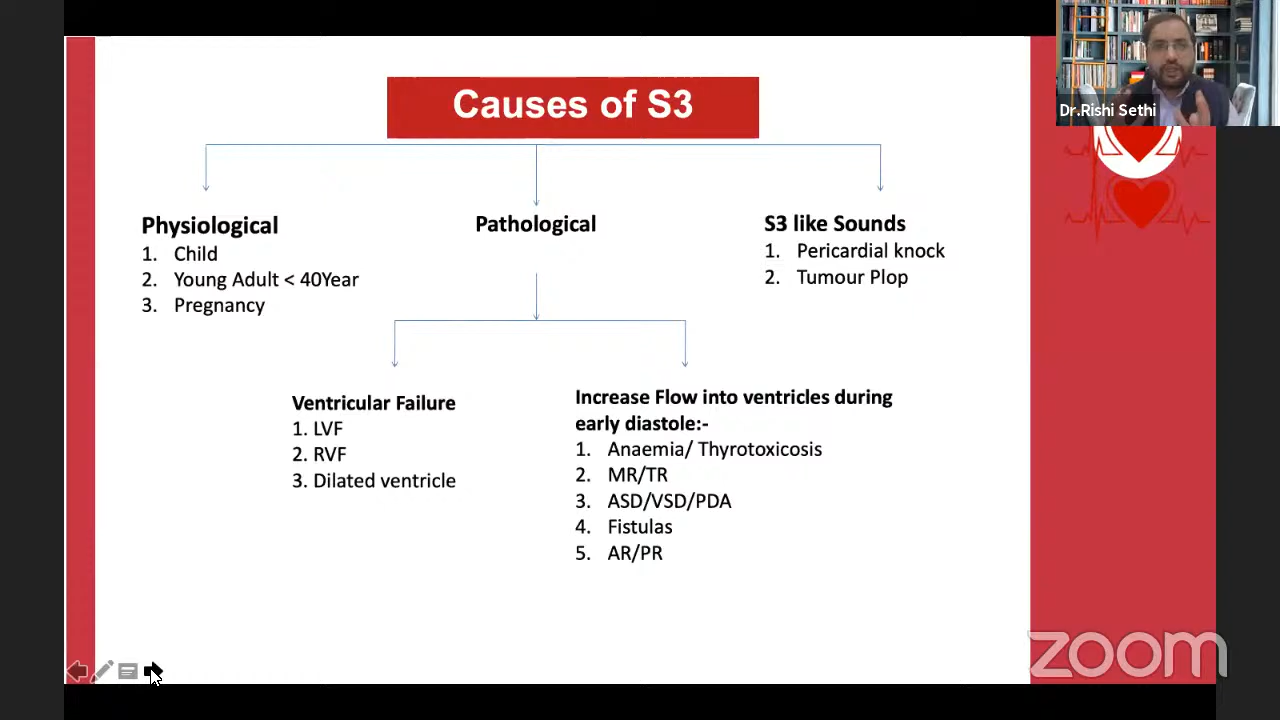 Causes of S3
Dr.Rishi Sethi
Physiological
1. Child
2. Young Adult < 40Year
3. Pregnancy
Pathological
S3 like Sounds
1. Pericardial knock
2. Tumour Plop
Ventricular Failure
1. LVF
2. RVF
3. Dilated ventricle
Increase Flow into ventricles during
early diastole:-
1. Anaemia/ Thyrotoxicosis
2. MR/TR
3. ASD/VSD/PDA
4. Fistulas
5. AR/PR
zoom